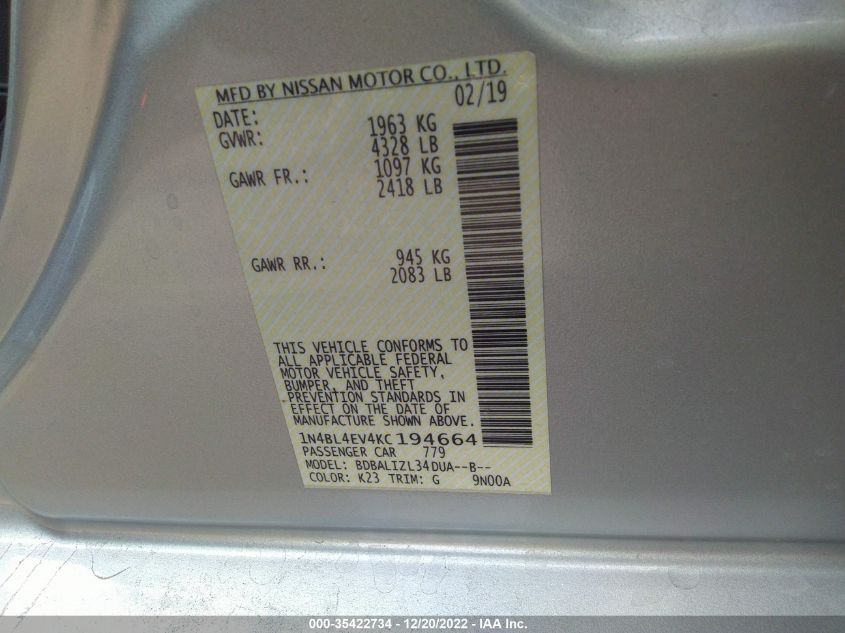 MFD BY NISSAN MOTOR CO., LTD.
DATE: 02/19
GVWR: 1963 KG
4328 LB
GAWR FR.: 1097 KG
2418 LB
GAWR RR.: 945 KG
2083 LB
THIS VEHICLE CONFORMS TO
ALL APPLICABLE FEDERAL
MOTOR VEHICLE SAFETY,
BUMPER, AND THEFT
PREVENTION STANDARDS IN
EFFECT ON THE DATE OF
MANUFACTURE SHOWN ABOVE.
1N4BL4EV4KC194664
PASSENGER CAR 779
MODEL: BDBALIZL34DUA--B--
COLOR: K23 TRIM: G 9N00A
000-35422734 - 12/20/2022 - IAA Inc.